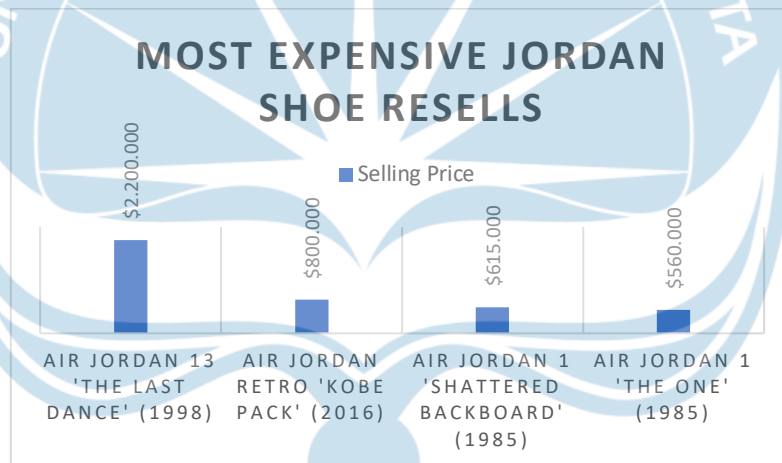 MOST EXPENSIVE JORDAN
SHOE RESELLS
Selling Price
$2.200.000
$800.000
$615.000
$560.000
AIR JORDAN 13
'THE LAST
DANCE' (1998)
AIR JORDAN
RETRO 'KOBE
PACK' (2016)
AIR JORDAN 1
'SHATTERED
BACKBOARD'
(1985)
AIR JORDAN 1
'THE ONE'
(1985)